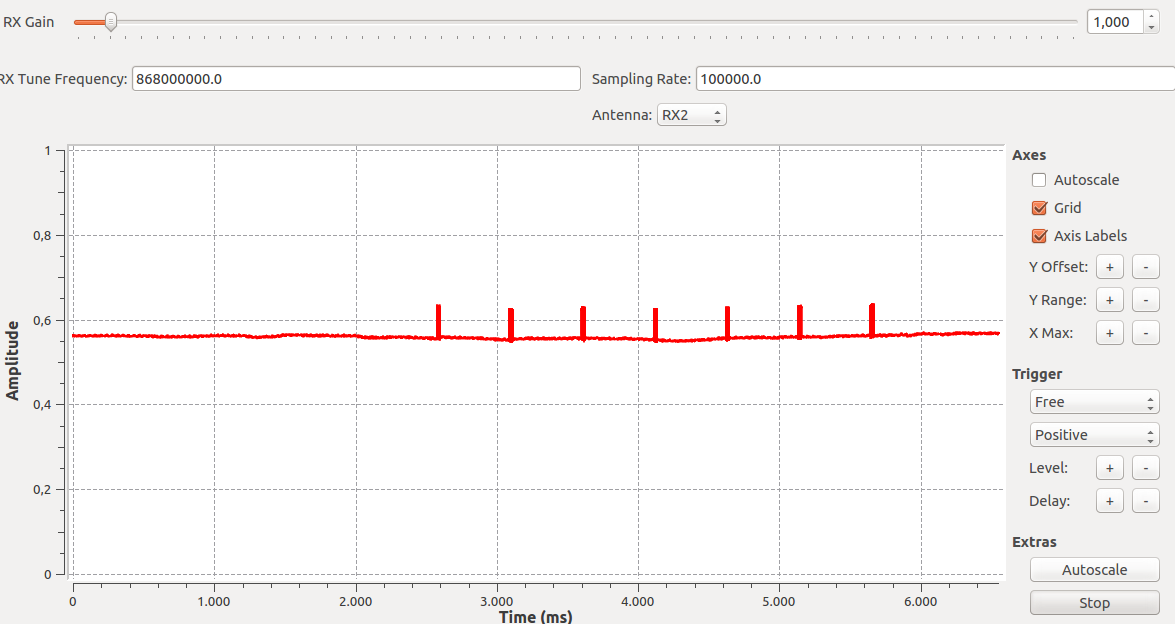 RX Gain 1,000
RX Tune Frequency: 868000000.0 Sampling Rate: 100000.0
Antenna: RX2
Axes
Autoscale
Grid
Axis Labels
Y Offset: + -
Y Range: + -
X Max: + -
Trigger
Free
Positive
Level: + -
Delay: + -
Extras
Autoscale
Stop
Amplitude
1
0,8
0,6
0,4
0,2
0
0 1.000 2.000 3.000 4.000 5.000 6.000
Time (ms)